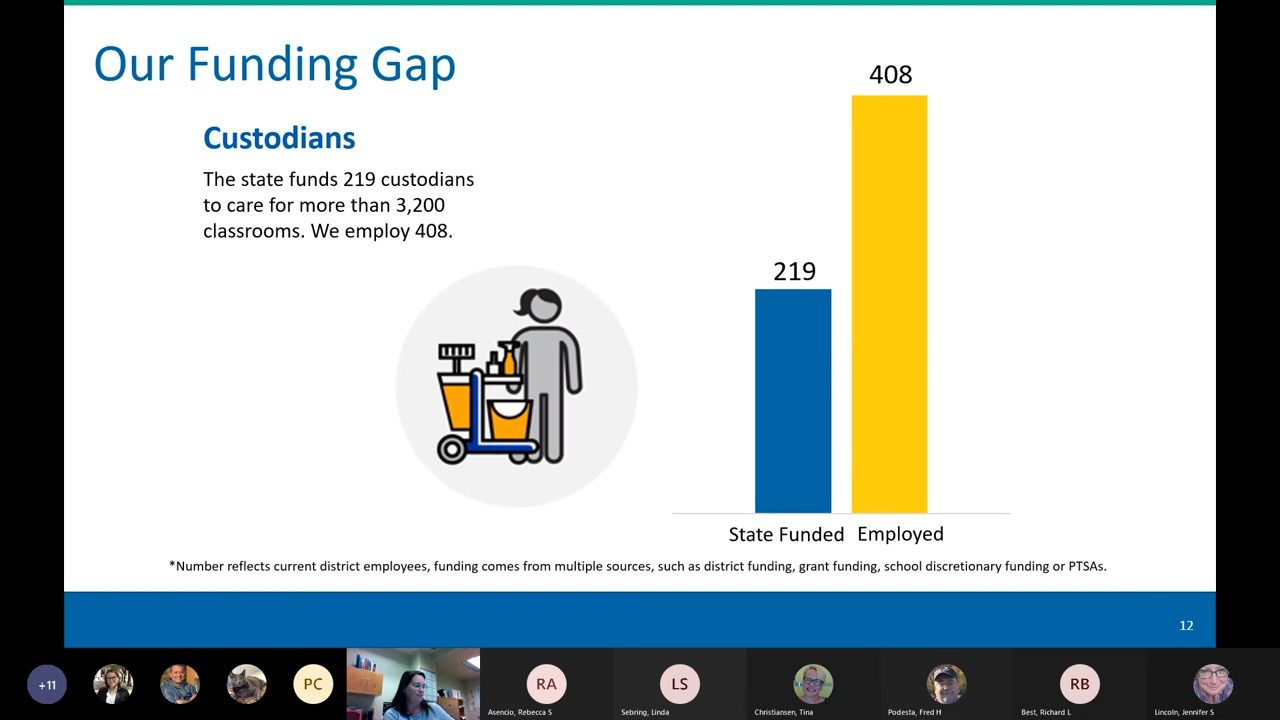 Our Funding Gap
Custodians
The state funds 219 custodians
to care for more than 3,200
classrooms. We employ 408.
408
219
State Funded
Employed
*Number reflects current district employees, funding comes from multiple sources, such as district funding, grant funding, school discretionary funding or PTSAs.
12
+11
PC
RA
LS
RB
Asencio, Rebecca S
Sebring, Linda
Christiansen, Tina
Podesta, Fred H
Best, Richard L
Lincoln, Jennifer S